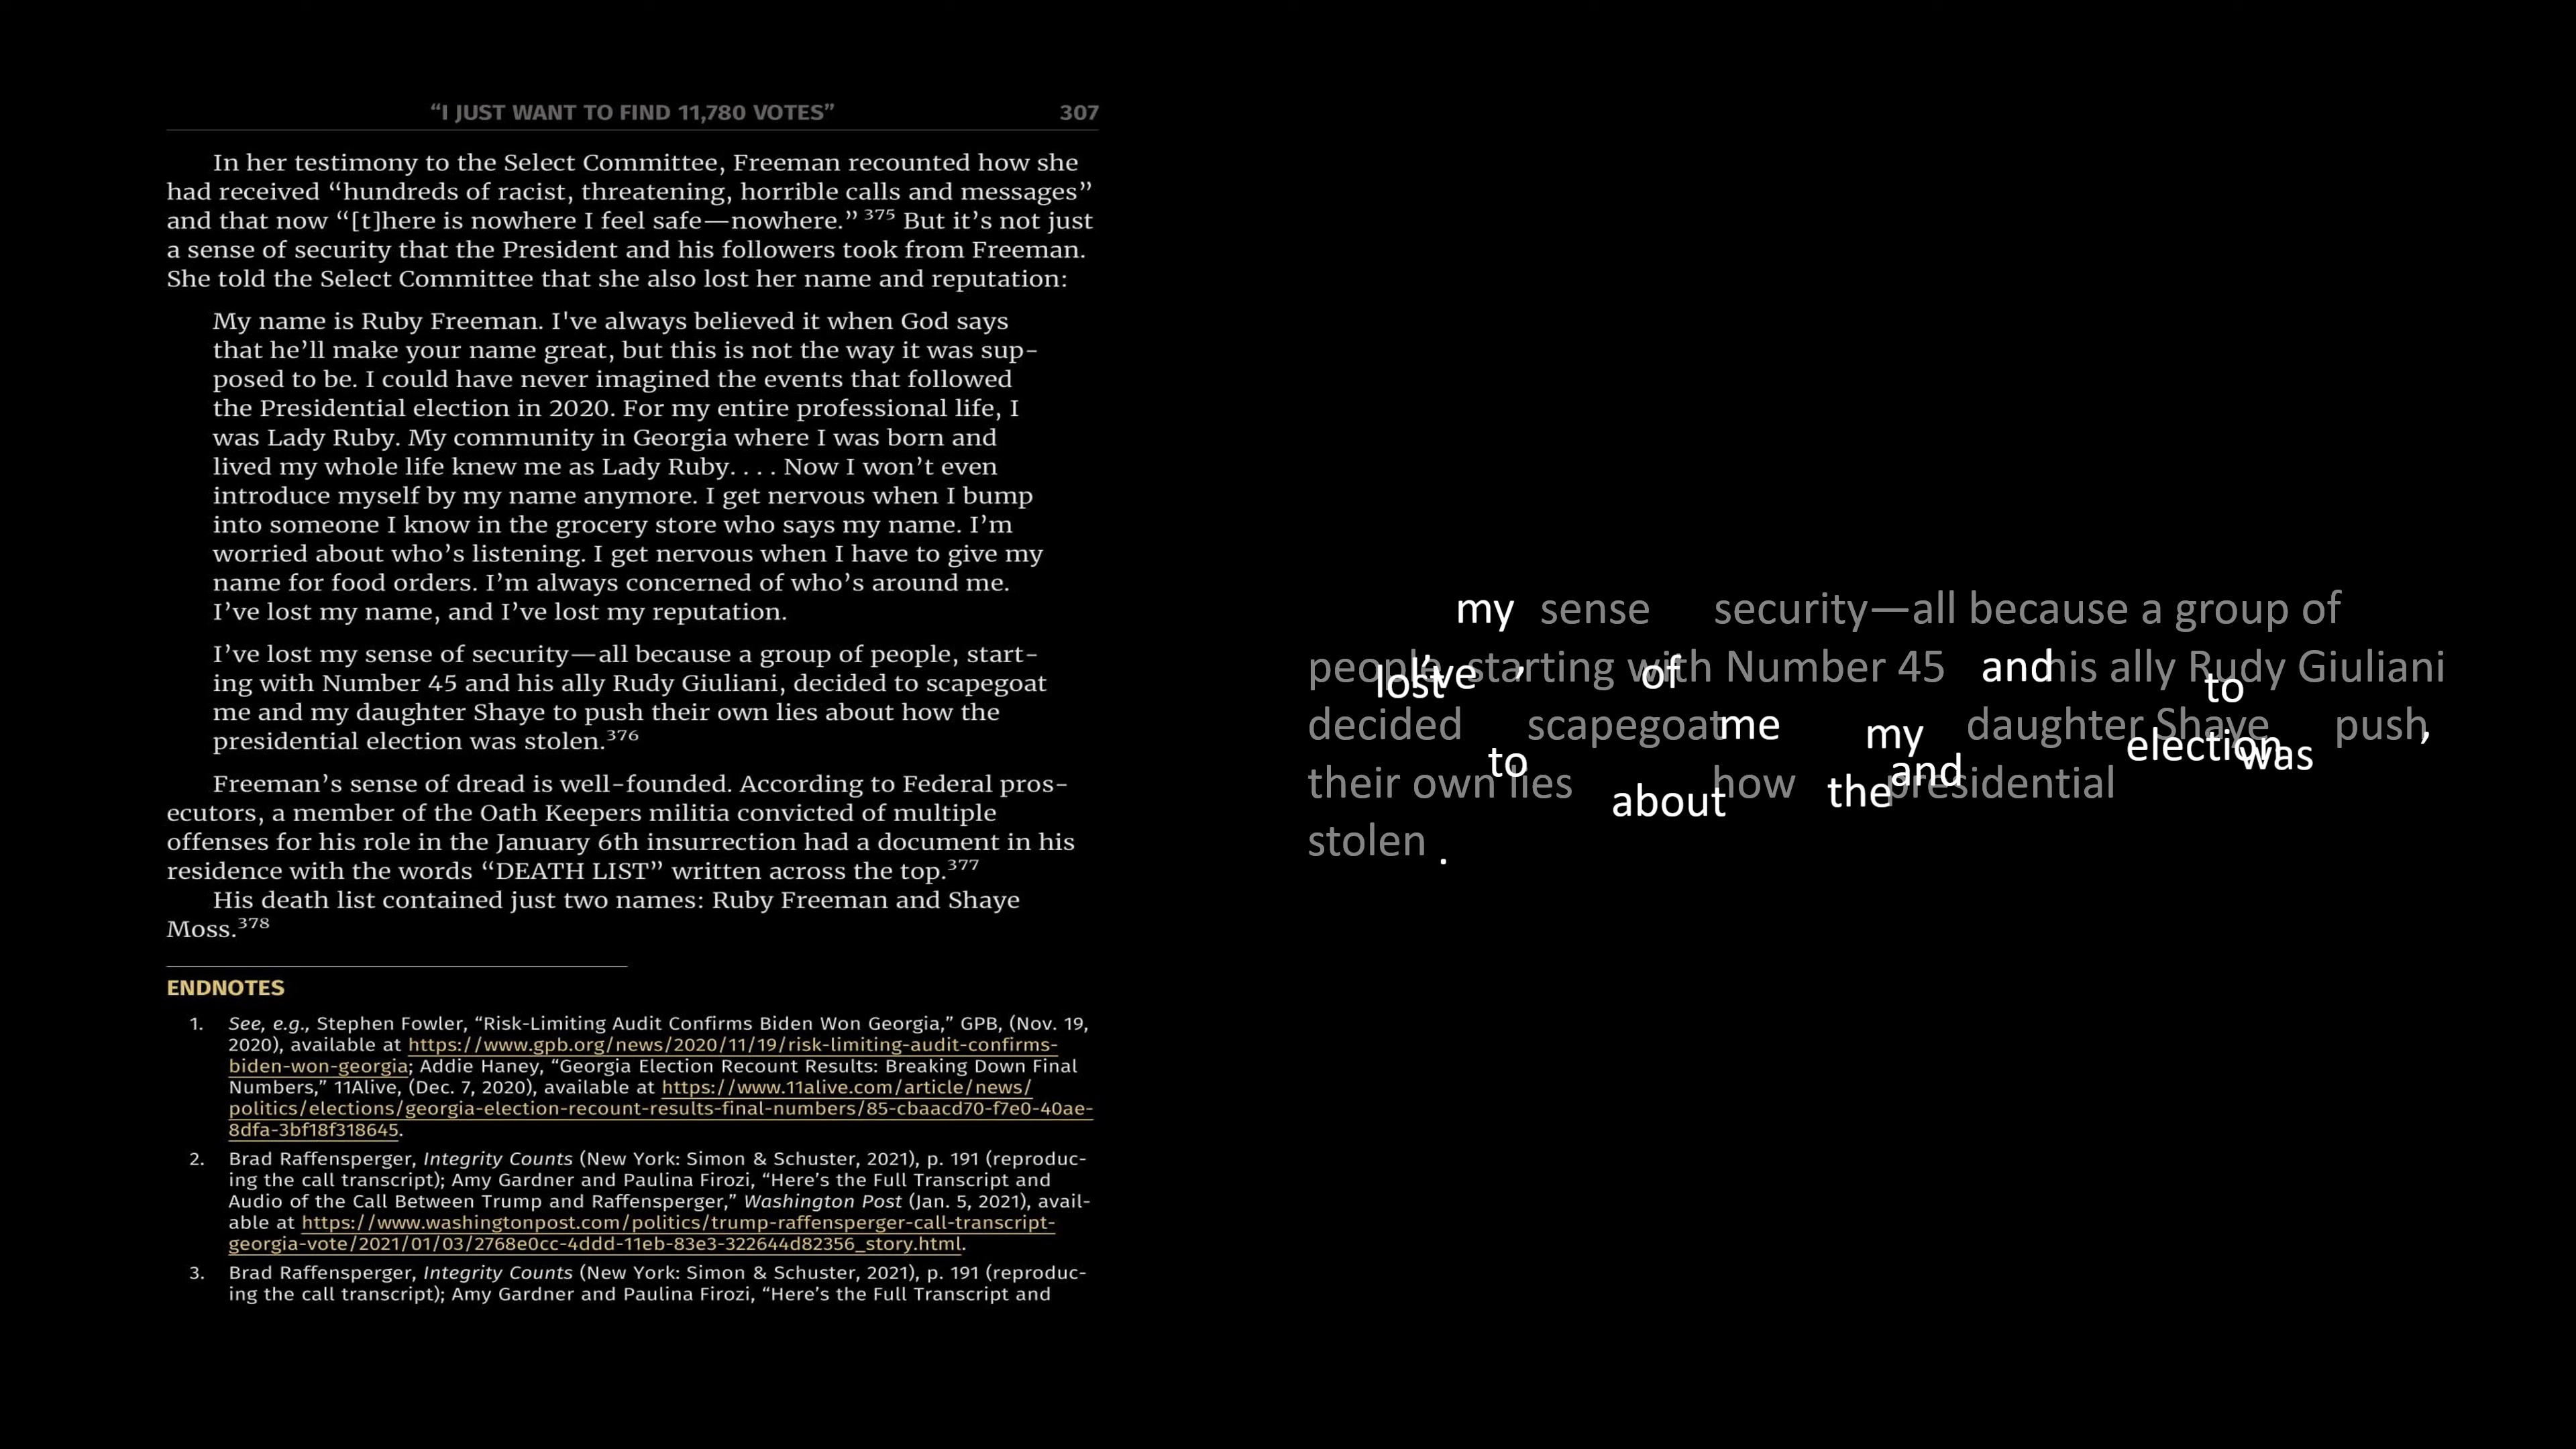 “I JUST WANT TO FIND 11,780 VOTES” 307
In her testimony to the Select Committee, Freeman recounted how she
had received “hundreds of racist, threatening, horrible calls and messages”
and that now “[t]here is nowhere I feel safe—nowhere.” 375 But it’s not just
a sense of security that the President and his followers took from Freeman.
She told the Select Committee that she also lost her name and reputation:
My name is Ruby Freeman. I've always believed it when God says
that he’ll make your name great, but this is not the way it was sup-
posed to be. I could have never imagined the events that followed
the Presidential election in 2020. For my entire professional life, I
was Lady Ruby. My community in Georgia where I was born and
lived my whole life knew me as Lady Ruby. . . . Now I won’t even
introduce myself by my name anymore. I get nervous when I bump
into someone I know in the grocery store who says my name. I’m
worried about who’s listening. I get nervous when I have to give my
name for food orders. I’m always concerned of who’s around me.
I’ve lost my name, and I’ve lost my reputation.
I’ve lost my sense of security—all because a group of people, start-
ing with Number 45 and his ally Rudy Giuliani, decided to scapegoat
me and my daughter Shaye to push their own lies about how the
presidential election was stolen.376
Freeman’s sense of dread is well-founded. According to Federal pros-
ecutors, a member of the Oath Keepers militia convicted of multiple
offenses for his role in the January 6th insurrection had a document in his
residence with the words “DEATH LIST” written across the top.377
His death list contained just two names: Ruby Freeman and Shaye
Moss.378
ENDNOTES
1. See, e.g., Stephen Fowler, “Risk-Limiting Audit Confirms Biden Won Georgia,” GPB, (Nov. 19,
2020), available at https://www.gpb.org/news/2020/11/19/risk-limiting-audit-confirms-
biden-won-georgia; Addie Haney, “Georgia Election Recount Results: Breaking Down Final
Numbers,” 11Alive, (Dec. 7, 2020), available at https://www.11alive.com/article/news/
politics/elections/georgia-election-recount-results-final-numbers/85-cbaacd70-f7e0-40ae-
8dfa-3bf18f318645.
2. Brad Raffensperger, Integrity Counts (New York: Simon & Schuster, 2021), p. 191 (reproduc-
ing the call transcript); Amy Gardner and Paulina Firozi, “Here’s the Full Transcript and
Audio of the Call Between Trump and Raffensperger,” Washington Post (Jan. 5, 2021), avail-
able at https://www.washingtonpost.com/politics/trump-raffensperger-call-transcript-
georgia-vote/2021/01/03/2768e0cc-4ddd-11eb-83e3-322644d82356_story.html.
3. Brad Raffensperger, Integrity Counts (New York: Simon & Schuster, 2021), p. 191 (reproduc-
ing the call transcript); Amy Gardner and Paulina Firozi, “Here’s the Full Transcript and
my sense security—all because a group of
people starting with Number 45 and his ally Rudy Giuliani
lost ’ve , of to
decided scapegoat me my daughter Shaye push,
to election was
their own lies about how the and presidential
stolen .